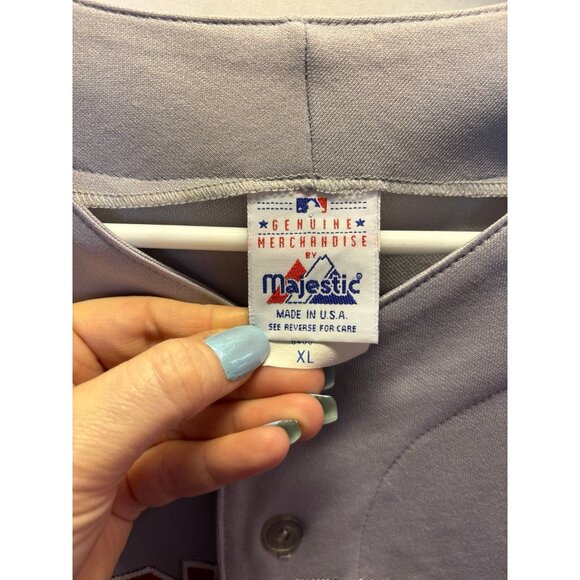 GENUINE
MERCHANDISE
BY
Majestic
MADE IN U.S.A.
SEE REVERSE FOR CARE
XL